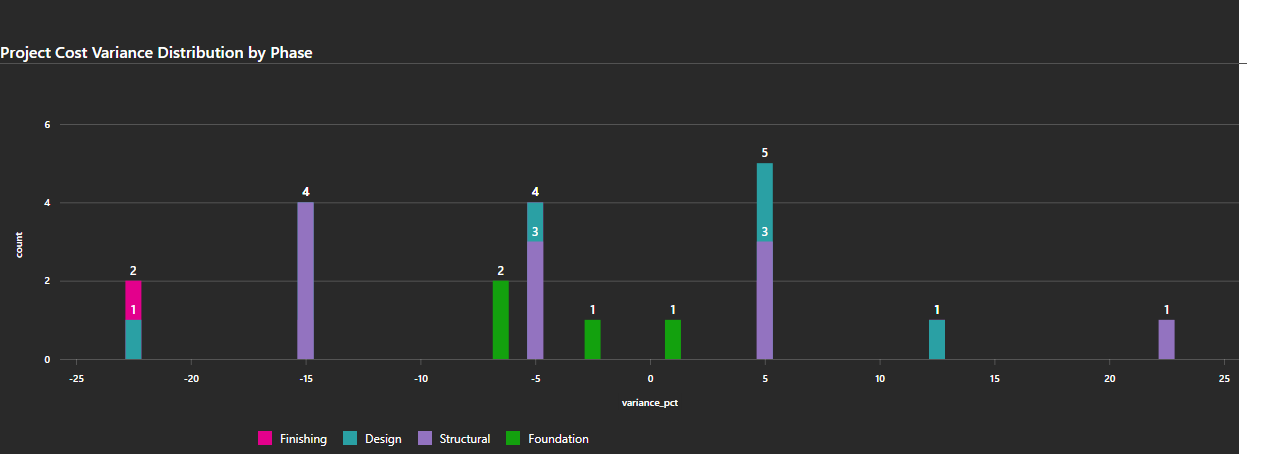 Project Cost Variance Distribution by Phase
6
5
4 4 4
3 3
count
2 2 2
1 1 1 1 1
0
-25 -20 -15 -10 -5 0 5 10 15 20 25
variance_pct
Finishing Design Structural Foundation